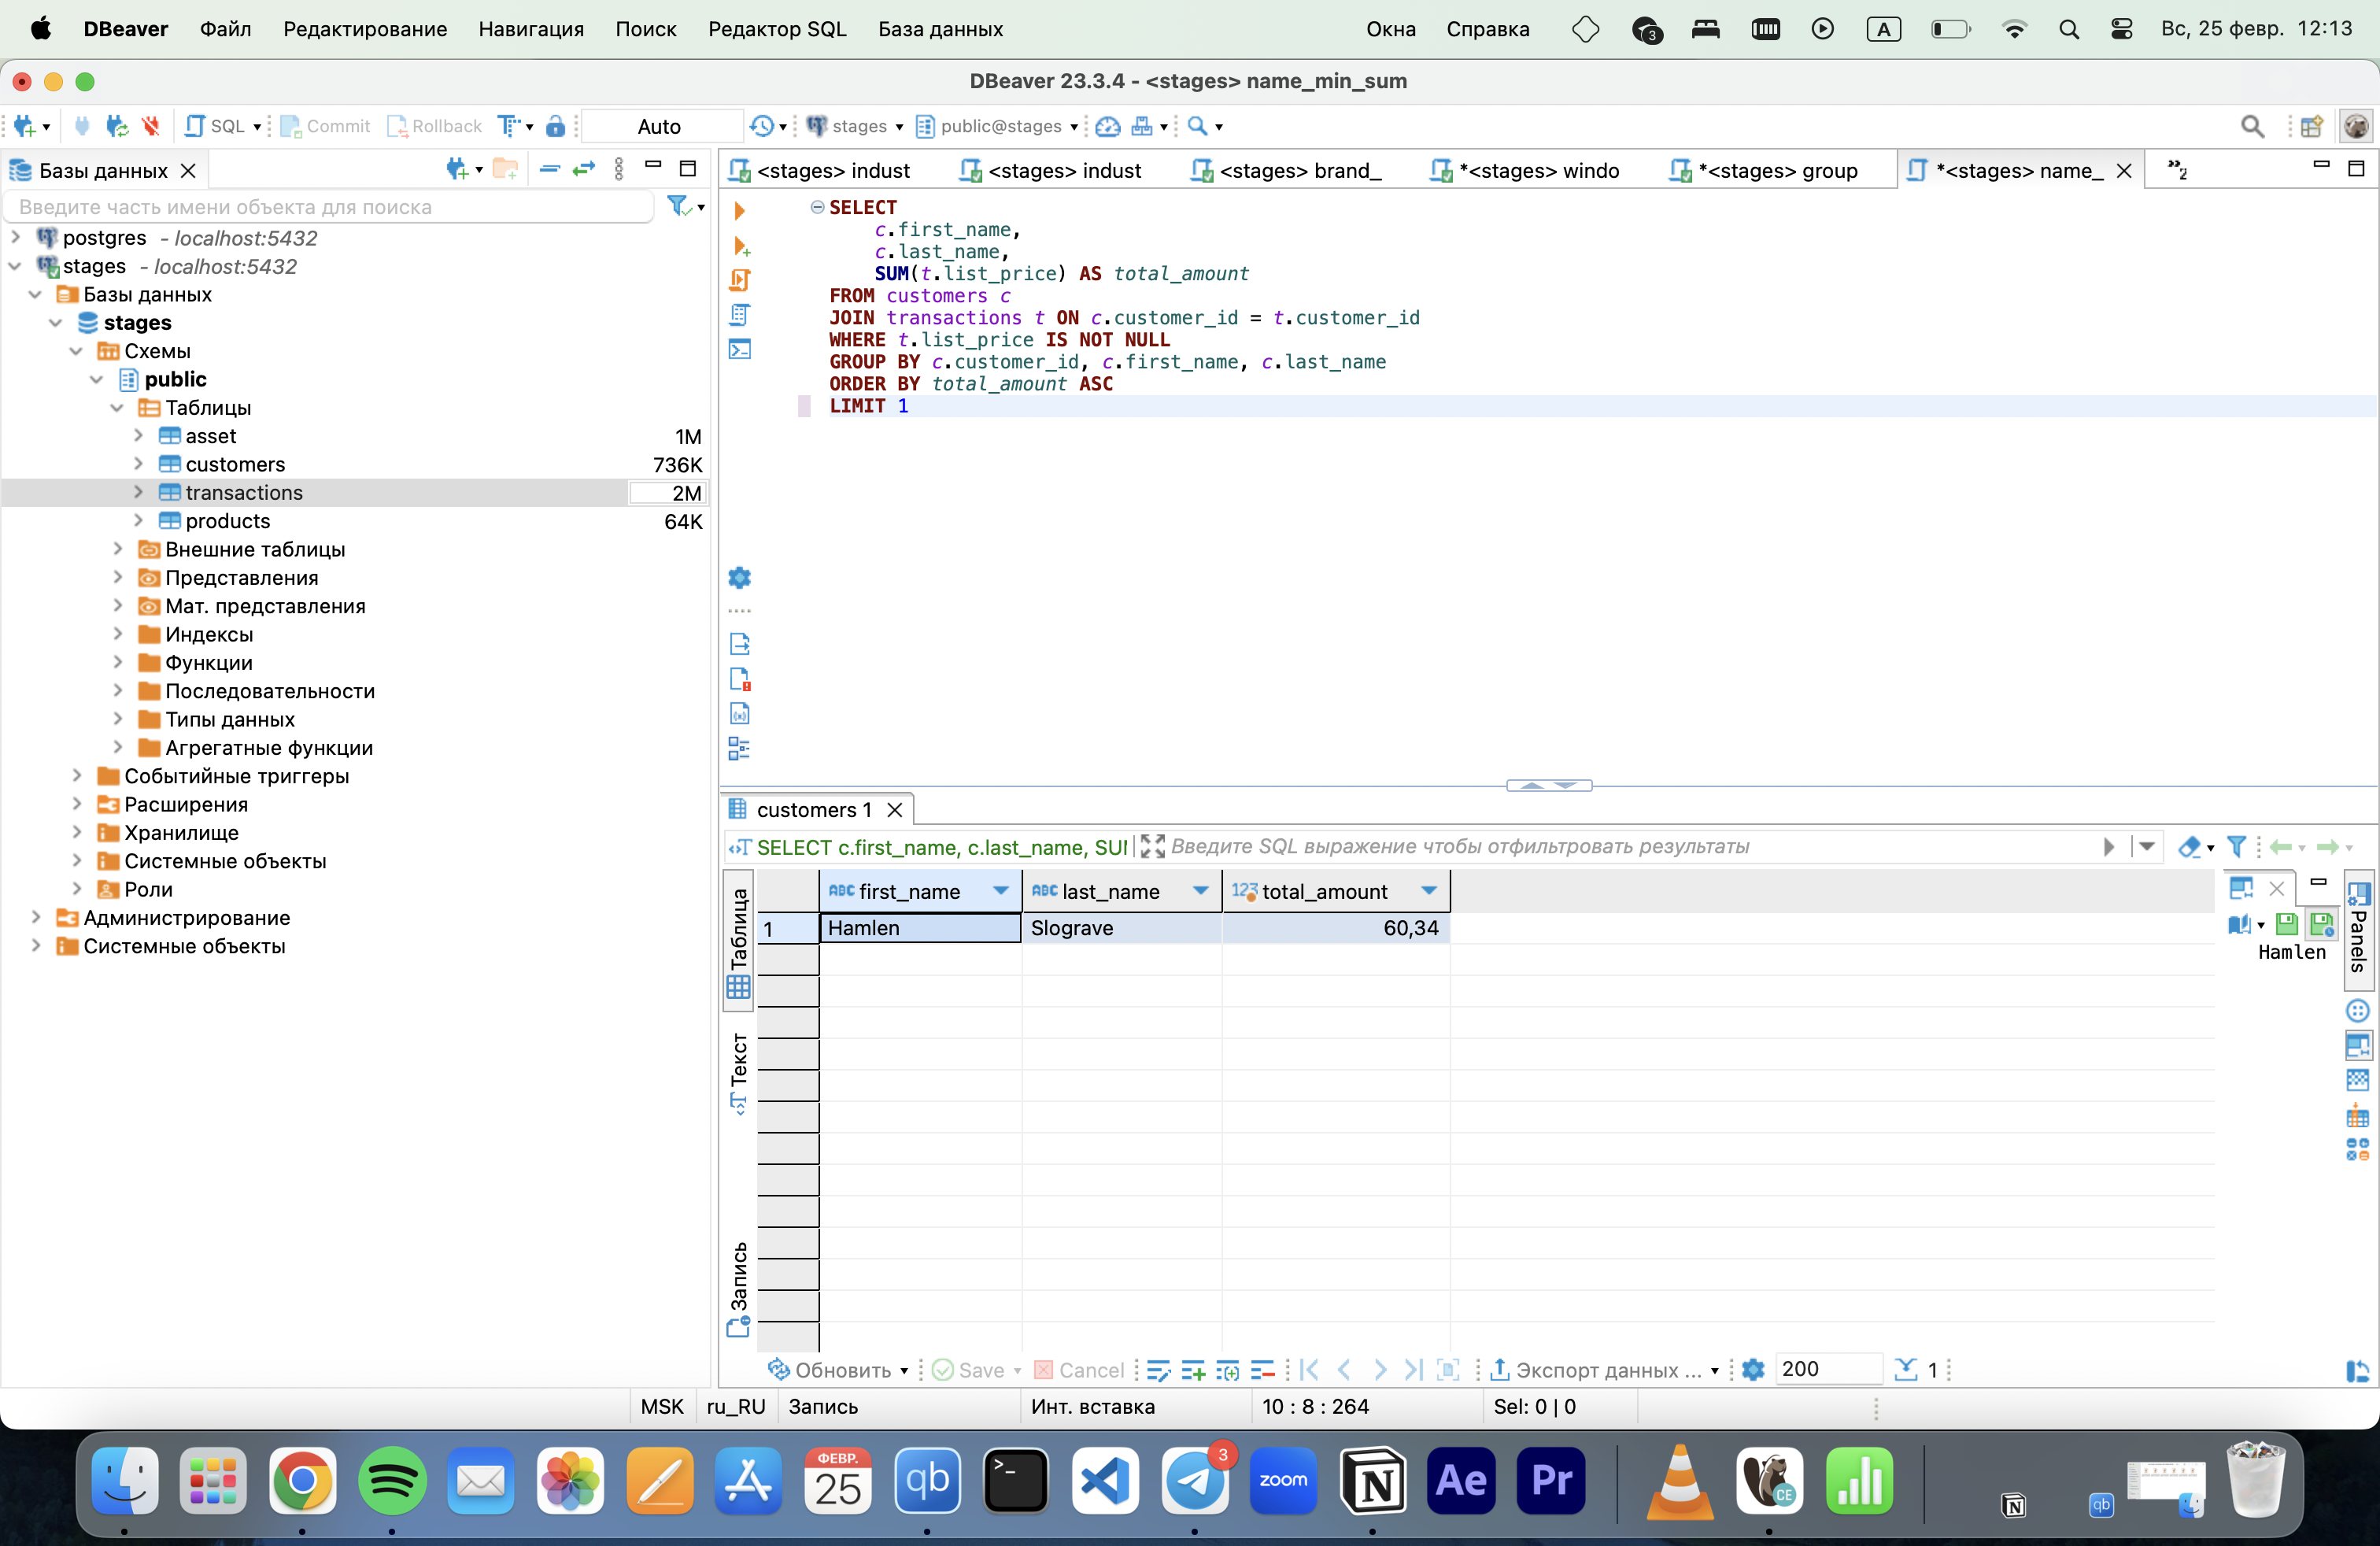 DBeaver Файл Редактирование Навигация Поиск Редактор SQL База данных Окна Справка 3 A Вс, 25 февр. 12:13
DBeaver 23.3.4 - <stages> name_min_sum
SQL Commit Rollback Auto stages public@stages
Базы данных
<stages> indust <stages> indust <stages> brand_ *<stages> windo *<stages> group *<stages> name_ »2
Введите часть имени объекта для поиска
postgres - localhost:5432
stages - localhost:5432
Базы данных
stages
Схемы
public
Таблицы
asset 1M
customers 736K
transactions 2M
products 64K
Внешние таблицы
Представления
Мат. представления
Индексы
Функции
Последовательности
Типы данных
Агрегатные функции
Событийные триггеры
Расширения
Хранилище
Системные объекты
Роли
Администрирование
Системные объекты
SELECT
c.first_name,
c.last_name,
SUM(t.list_price) AS total_amount
FROM customers c
JOIN transactions t ON c.customer_id = t.customer_id
WHERE t.list_price IS NOT NULL
GROUP BY c.customer_id, c.first_name, c.last_name
ORDER BY total_amount ASC
LIMIT 1
customers 1
SELECT c.first_name, c.last_name, SUI Введите SQL выражение чтобы отфильтровать результаты
Таблица
Текст
Запись
ABC first_name ABC last_name 123 total_amount
1 Hamlen Slograve 60,34
Hamlen
Panels
Обновить Save Cancel Экспорт данных ... 200 1
MSK ru_RU Запись Инт. вставка 10 : 8 : 264 Sel: 0 | 0
ФЕВР.
25
qb
>_
3
zoom
N
Ae
Pr
CE
N
qb